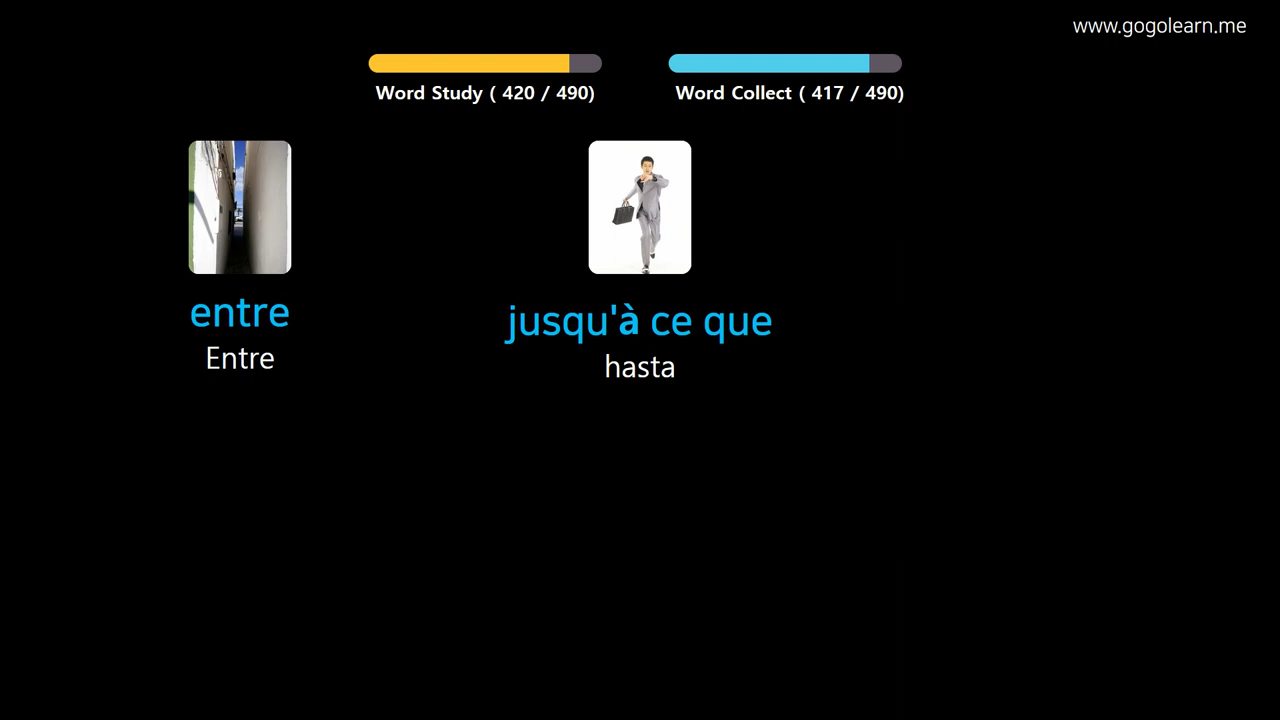 www.gogolearn.me
Word Study ( 420 / 490)
Word Collect ( 417 / 490)
entre
Entre
jusqu'à ce que
hasta